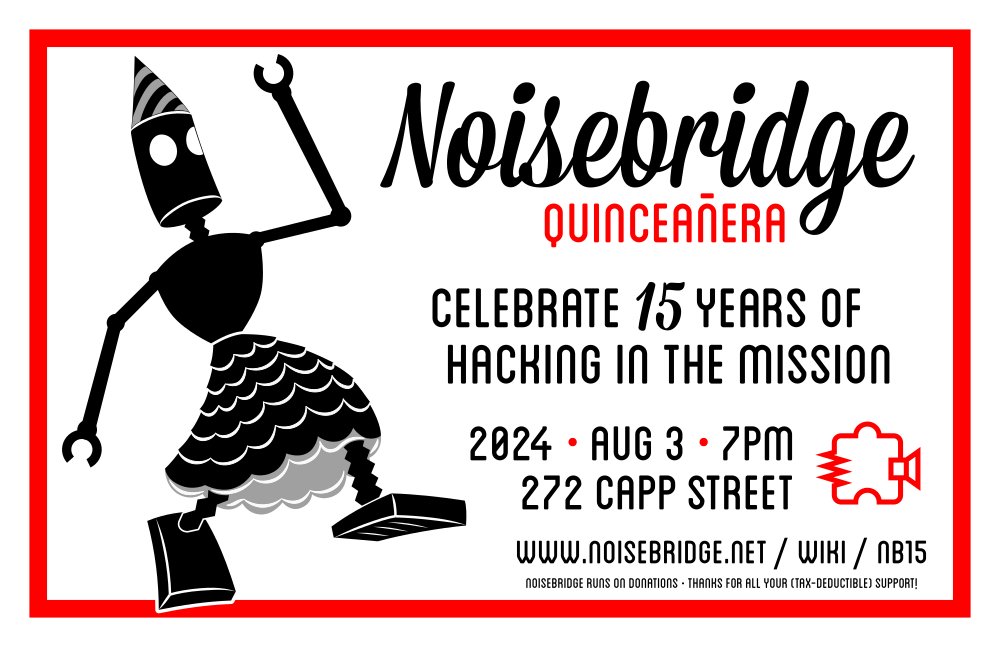 Noisebridge
QUINCEAÑERA
CELEBRATE 15 YEARS OF
HACKING IN THE MISSION
2024 • AUG 3 • 7PM
272 CAPP STREET
WWW.NOISEBRIDGE.NET / WIKI / NB15
NOISEBRIDGE RUNS ON DONATIONS · THANKS FOR ALL YOUR (TAX-DEDUCTIBLE) SUPPORT!